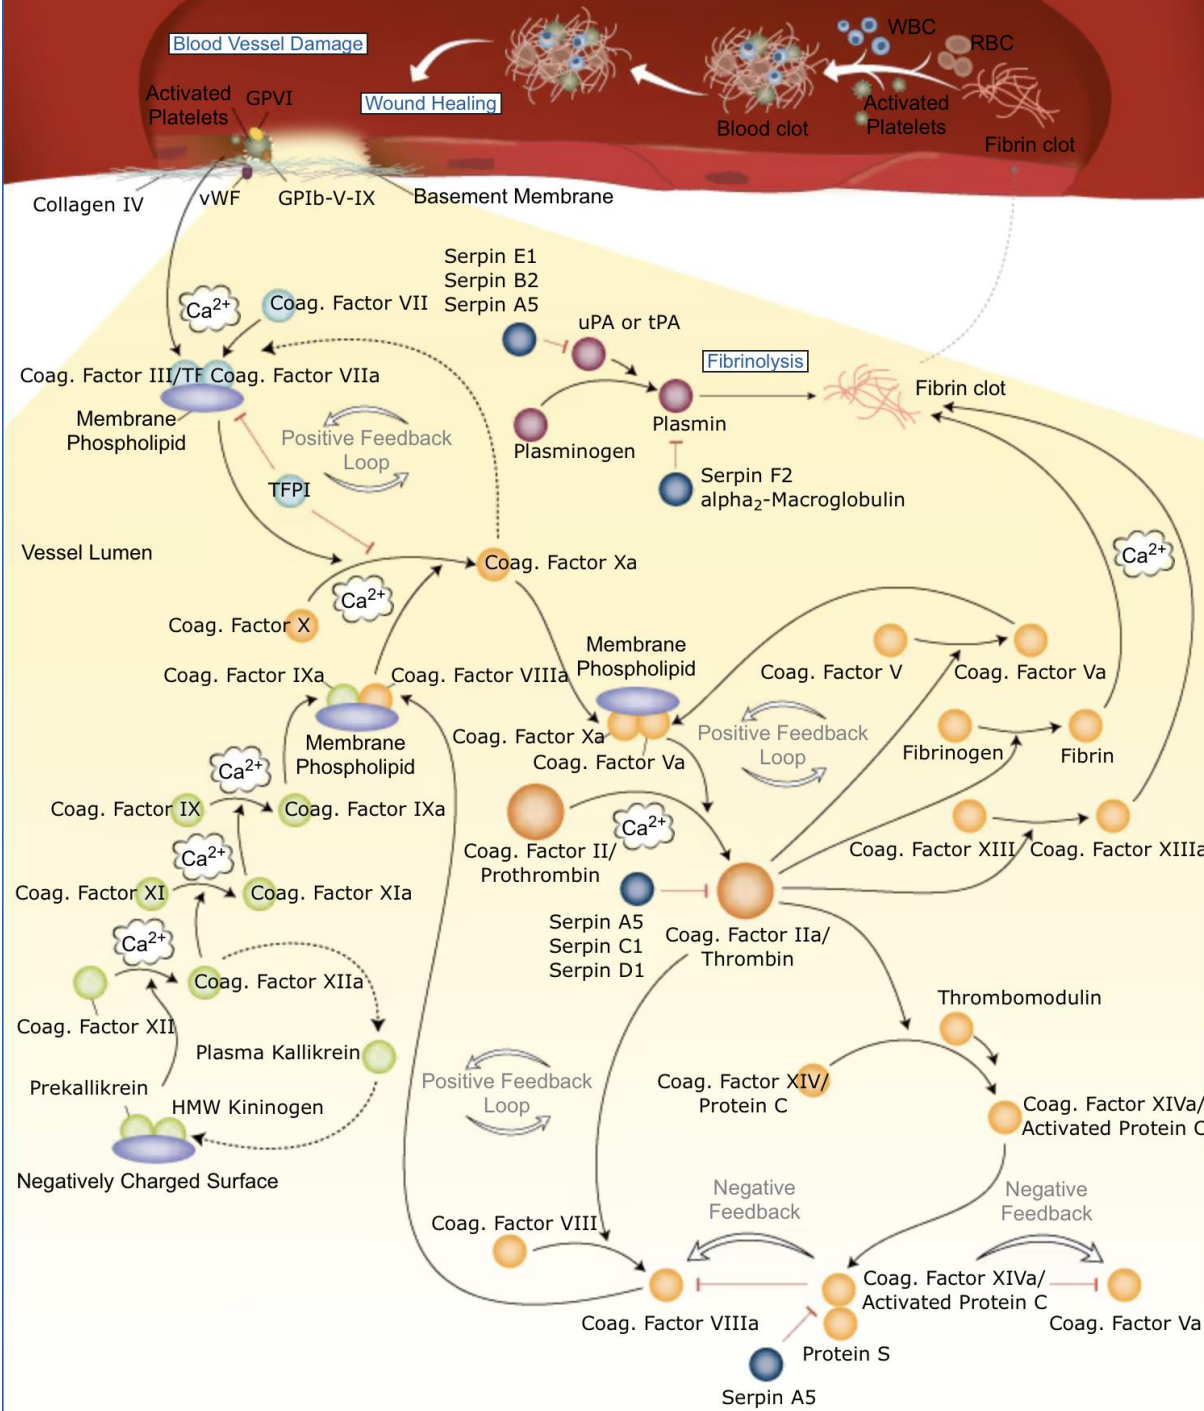 Blood Vessel Damage
WBC
RBC
Activated
Platelets
GPVI
Wound Healing
Activated
Platelets
Blood clot
Fibrin clot
Collagen IV
vWF
GPIb-V-IX
Basement Membrane
Serpin E1
Serpin B2
Serpin A5
Ca2+
Coag. Factor VII
uPA or tPA
Fibrinolysis
Coag. Factor III/TF
Coag. Factor VIIa
Fibrin clot
Membrane
Phospholipid
Plasmin
Positive Feedback
Loop
Plasminogen
Serpin F2
alpha2-Macroglobulin
TFPI
Vessel Lumen
Coag. Factor Xa
Ca2+
Ca2+
Coag. Factor X
Membrane
Phospholipid
Coag. Factor IXa
Coag. Factor VIIIa
Coag. Factor V
Coag. Factor Va
Coag. Factor Xa
Coag. Factor Va
Positive Feedback
Loop
Fibrinogen
Fibrin
Membrane
Phospholipid
Ca2+
Coag. Factor IX
Coag. Factor IXa
Ca2+
Coag. Factor II/
Prothrombin
Coag. Factor XIII
Coag. Factor XIIIa
Ca2+
Coag. Factor XI
Coag. Factor XIa
Serpin A5
Serpin C1
Serpin D1
Coag. Factor IIa/
Thrombin
Ca2+
Coag. Factor XIIa
Coag. Factor XII
Thrombomodulin
Plasma Kallikrein
Positive Feedback
Loop
Coag. Factor XIV/
Protein C
Prekallikrein
HMW Kininogen
Coag. Factor XIVa/
Activated Protein C
Negatively Charged Surface
Negative
Feedback
Negative
Feedback
Coag. Factor VIII
Coag. Factor XIVa/
Activated Protein C
Coag. Factor VIIIa
Coag. Factor Va
Protein S
Serpin A5